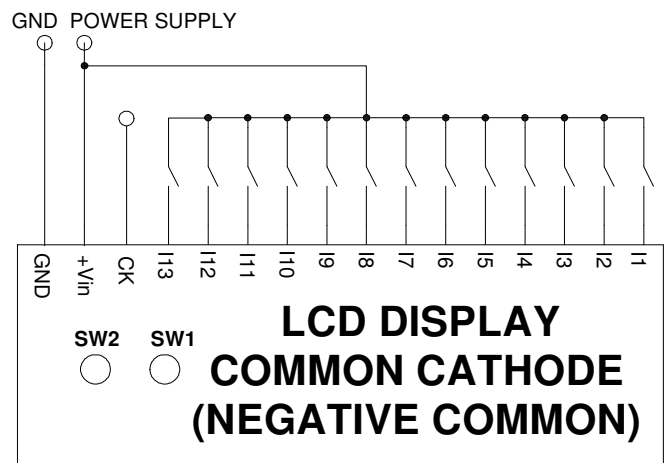 GND POWER SUPPLY
GND +Vin CK I13 I12 I11 I10 I9 I8 I7 I6 I5 I4 I3 I2 I1
SW2 SW1
LCD DISPLAY
COMMON CATHODE
(NEGATIVE COMMON)